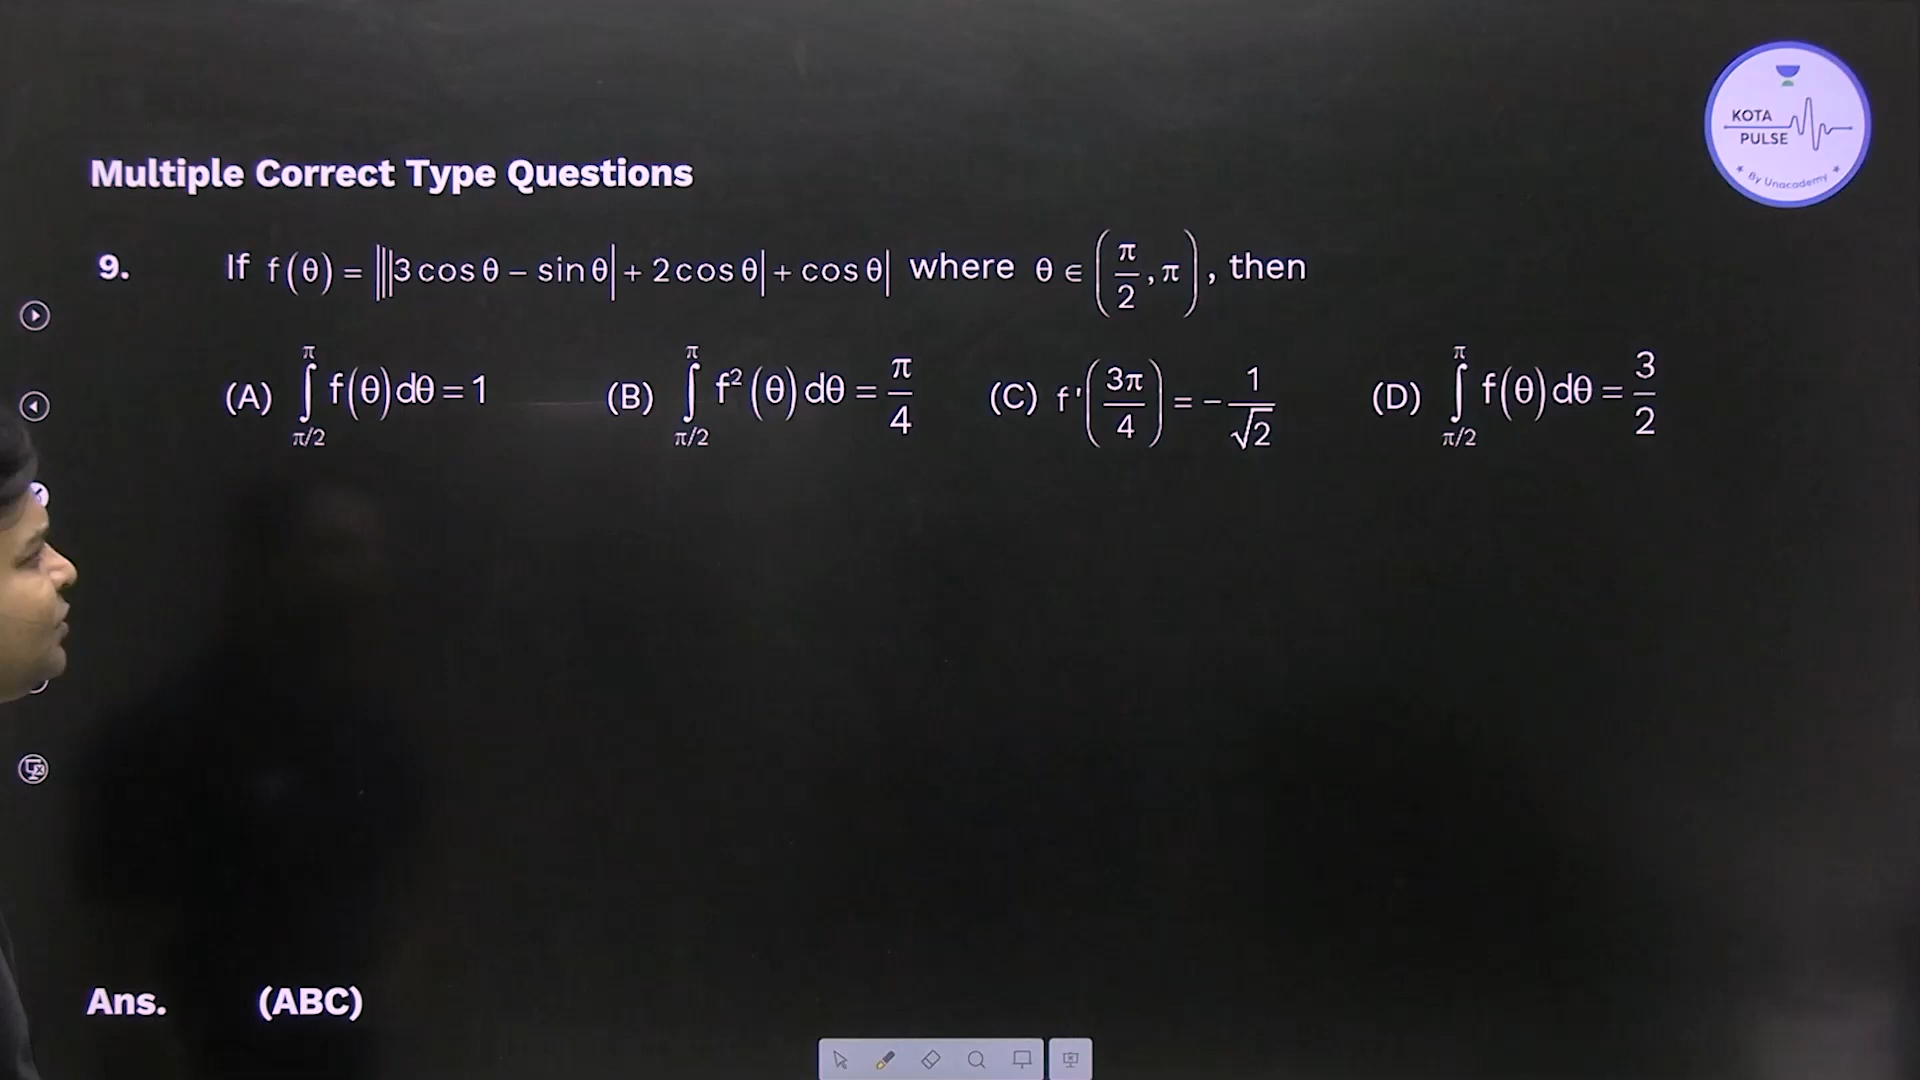 KOTA
PULSE
★ By Unacademy ★
Multiple Correct Type Questions
9. If f(θ) = |||3 cos θ − sin θ| + 2 cos θ| + cos θ| where θ ∈ (π/2, π), then
(A) ∫_{π/2}^{π} f(θ)dθ = 1 (B) ∫_{π/2}^{π} f²(θ)dθ = π/4 (C) f'(3π/4) = −1/√2 (D) ∫_{π/2}^{π} f(θ)dθ = 3/2
Ans. (ABC)